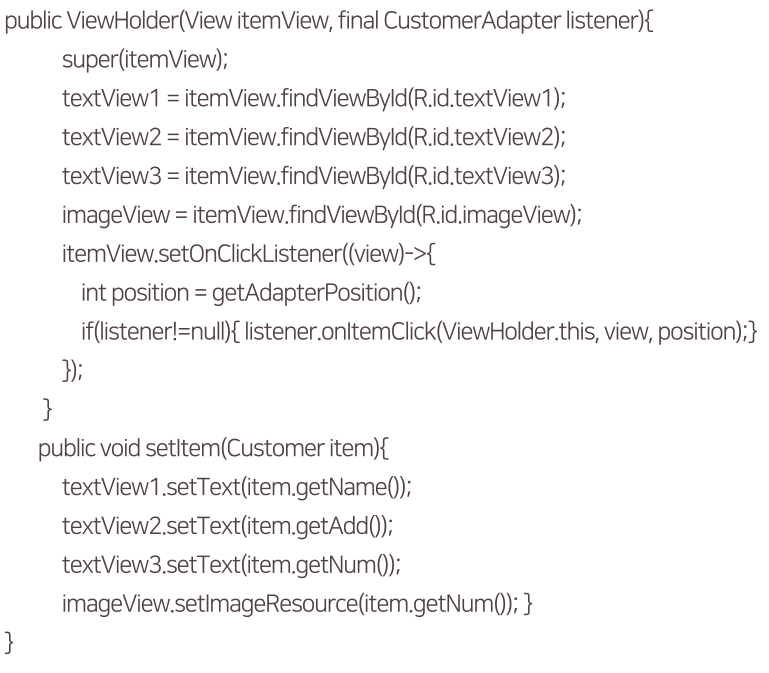 public ViewHolder(View itemView, final CustomerAdapter listener){
super(itemView);
textView1 = itemView.findViewById(R.id.textView1);
textView2 = itemView.findViewById(R.id.textView2);
textView3 = itemView.findViewById(R.id.textView3);
imageView = itemView.findViewById(R.id.imageView);
itemView.setOnClickListener((view)->{
int position = getAdapterPosition();
if(listener!=null){ listener.onItemClick(ViewHolder.this, view, position);}
});
}
public void setItem(Customer item){
textView1.setText(item.getName());
textView2.setText(item.getAdd());
textView3.setText(item.getNum());
imageView.setImageResource(item.getNum()); }
}